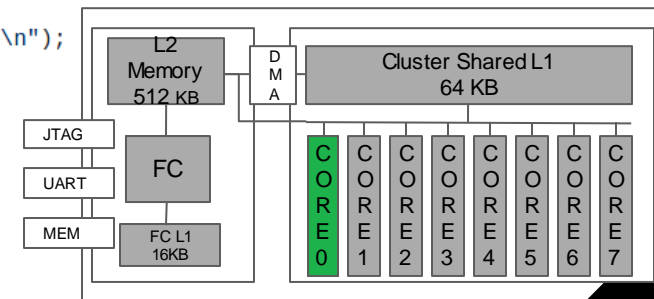 \n");
L2
Memory
512 KB
D
M
A
Cluster Shared L1
64 KB
JTAG
UART
MEM
FC
FC L1
16KB
C
O
R
E
0
C
O
R
E
1
C
O
R
E
2
C
O
R
E
3
C
O
R
E
4
C
O
R
E
5
C
O
R
E
6
C
O
R
E
7